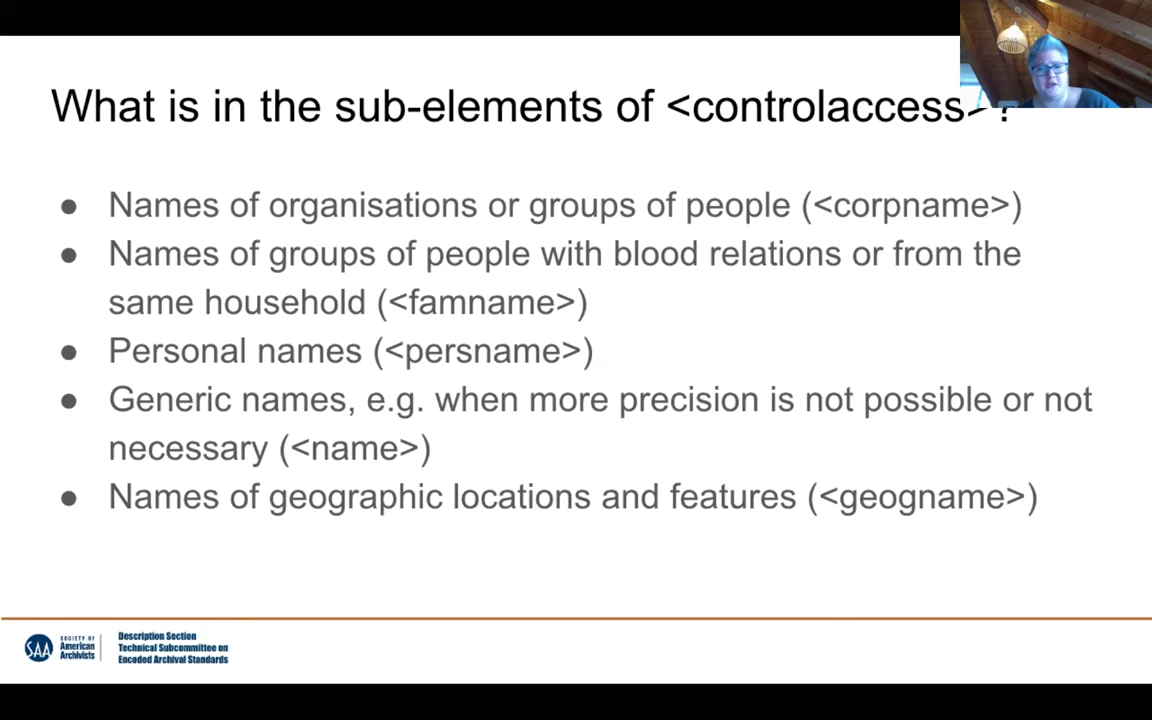 What is in the sub-elements of <controlaccess>?
● Names of organisations or groups of people (<corpname>)
● Names of groups of people with blood relations or from the
same household (<famname>)
● Personal names (<persname>)
● Generic names, e.g. when more precision is not possible or not
necessary (<name>)
● Names of geographic locations and features (<geogname>)
SAA
SOCIETY OF
American
Archivists
Description Section
Technical Subcommittee on
Encoded Archival Standards